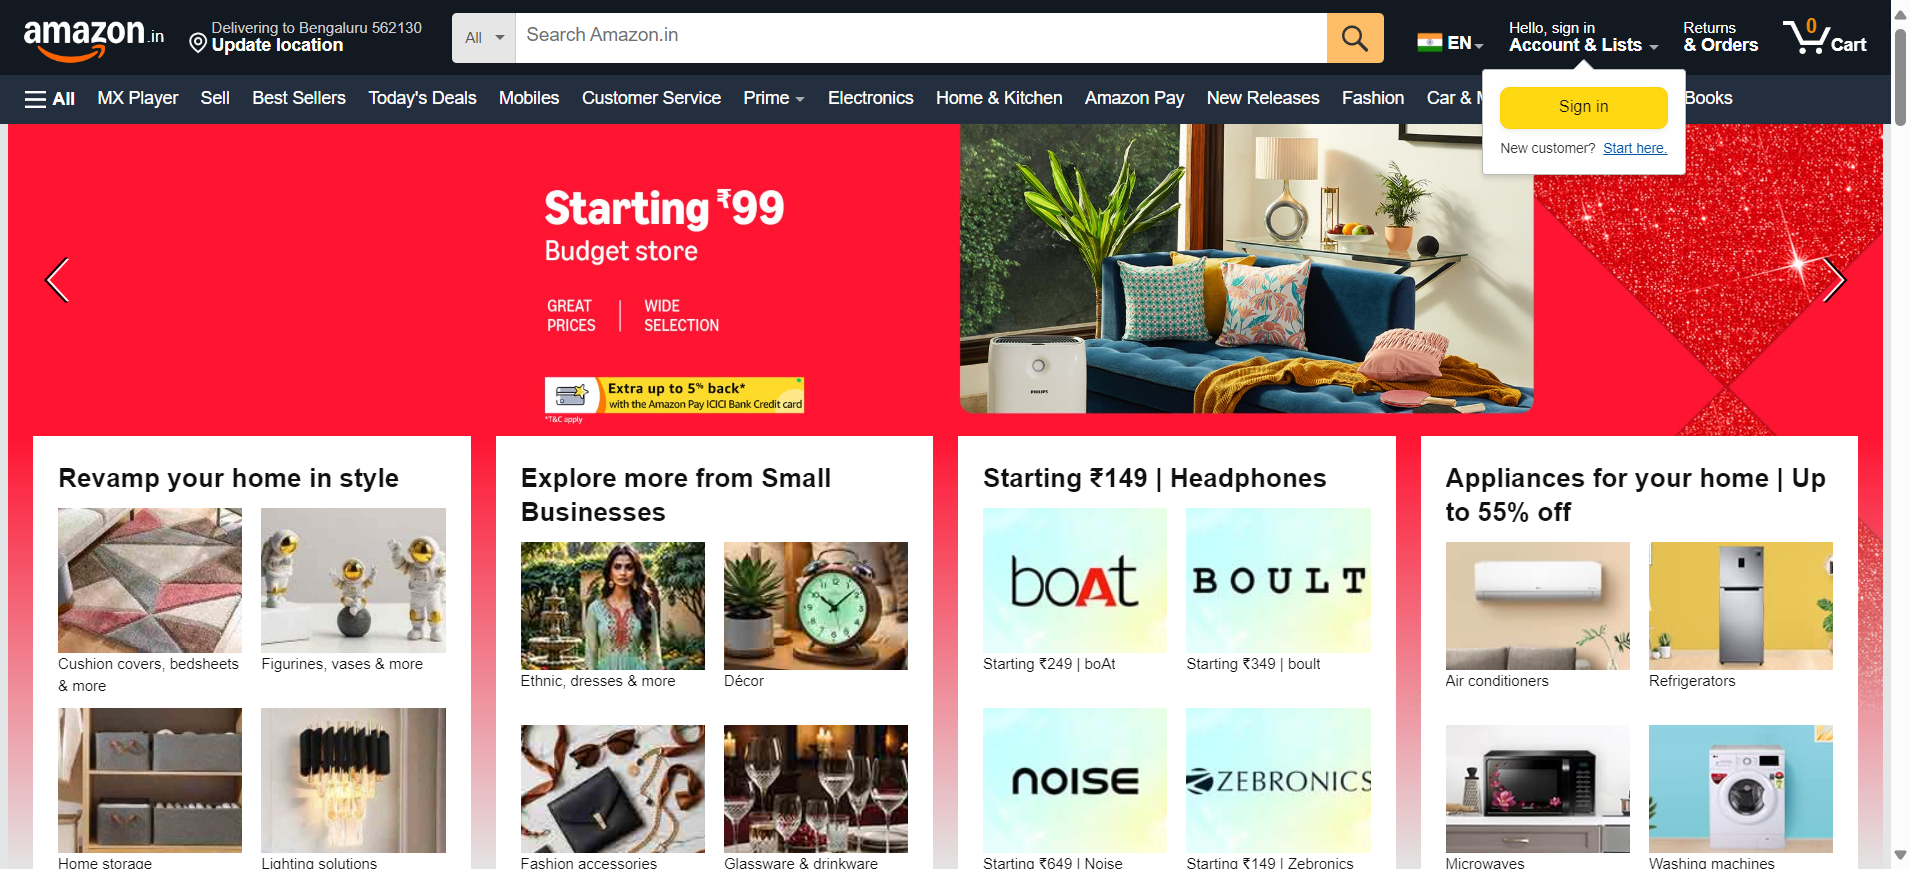 amazon.in
Delivering to Bengaluru 562130
Update location
All
Search Amazon.in
EN
Hello, sign in
Account & Lists
Returns
& Orders
0
Cart
All
MX Player
Sell
Best Sellers
Today's Deals
Mobiles
Customer Service
Prime
Electronics
Home & Kitchen
Amazon Pay
New Releases
Fashion
Car &
Books
Sign in
New customer? Start here.
Starting ₹99
Budget store
GREAT
PRICES
WIDE
SELECTION
Extra up to 5% back*
with the Amazon Pay ICICI Bank Credit card
*T&C apply
PHILIPS
Revamp your home in style
Cushion covers, bedsheets
& more
Figurines, vases & more
Home storage
Lighting solutions
Explore more from Small
Businesses
Ethnic, dresses & more
Décor
Fashion accessories
Glassware & drinkware
Starting ₹149 | Headphones
boAt
BOULT
Starting ₹249 | boAt
Starting ₹349 | boult
NOISE
ZEBRONICS
Starting ₹649 | Noise
Starting ₹149 | Zebronics
Appliances for your home | Up
to 55% off
Air conditioners
Refrigerators
Microwaves
Washing machines